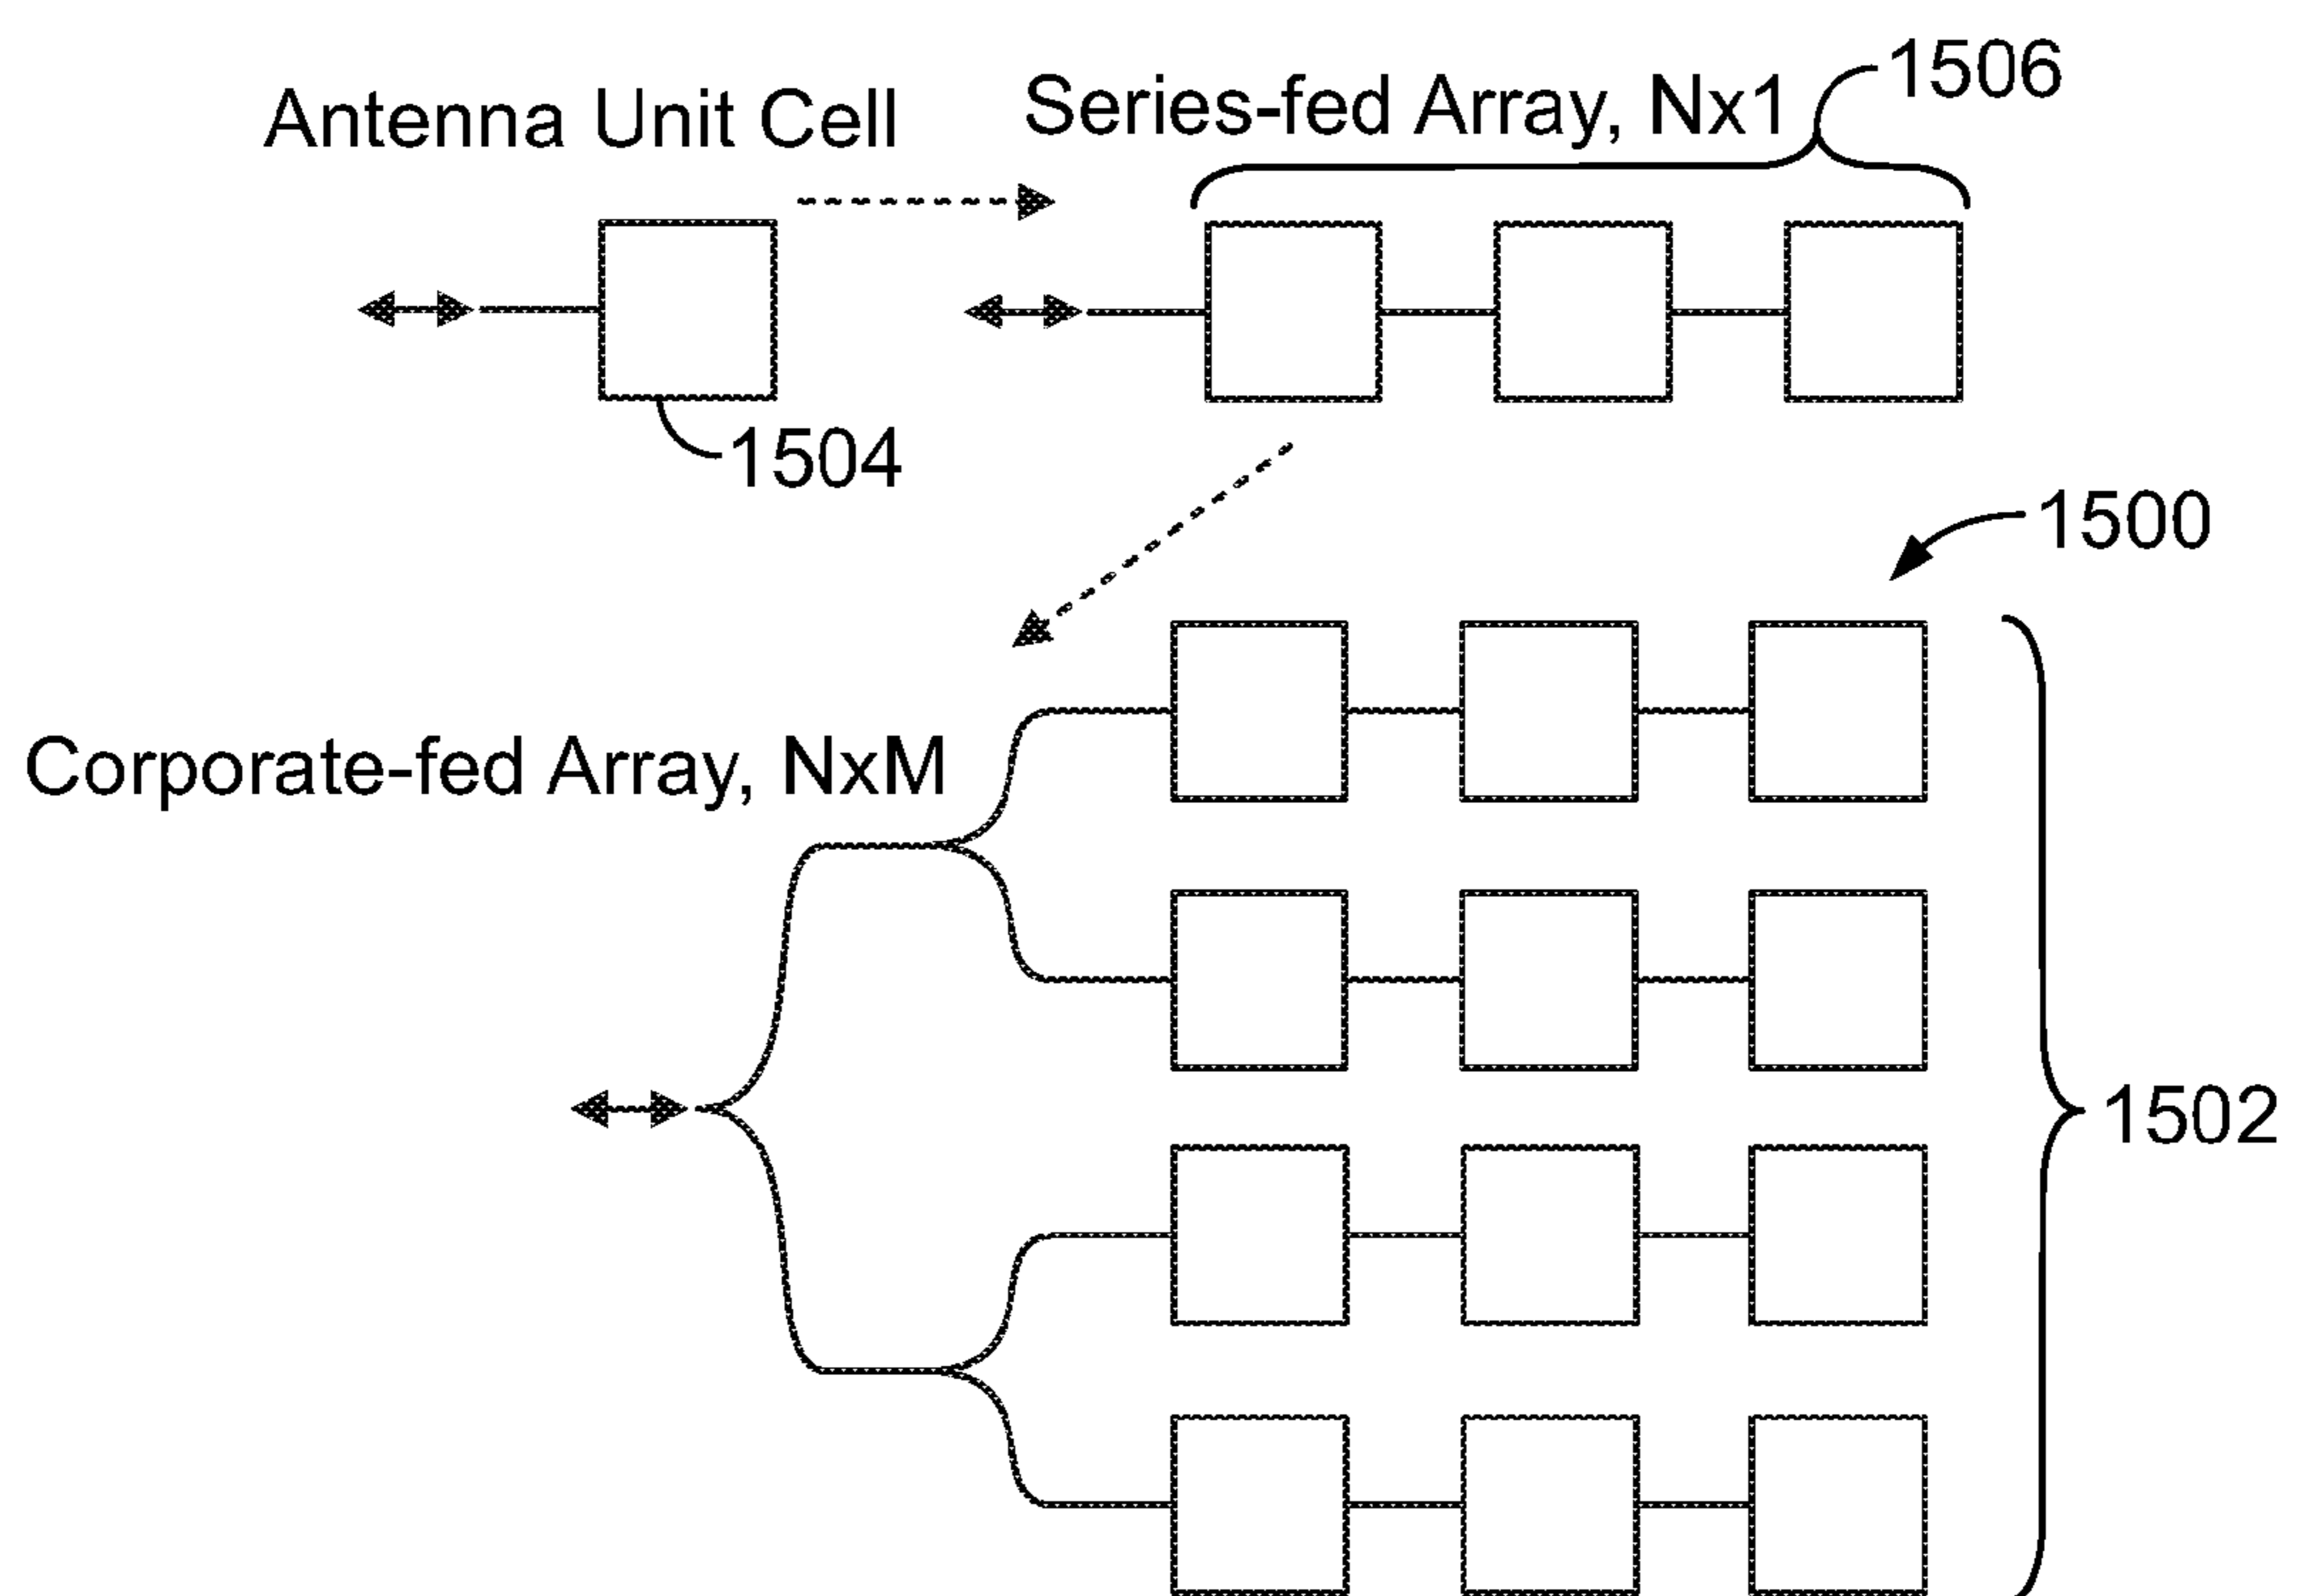 1506
Antenna Unit Cell
Series-fed Array, Nx1
1504
1500
Corporate-fed Array, NxM
1502